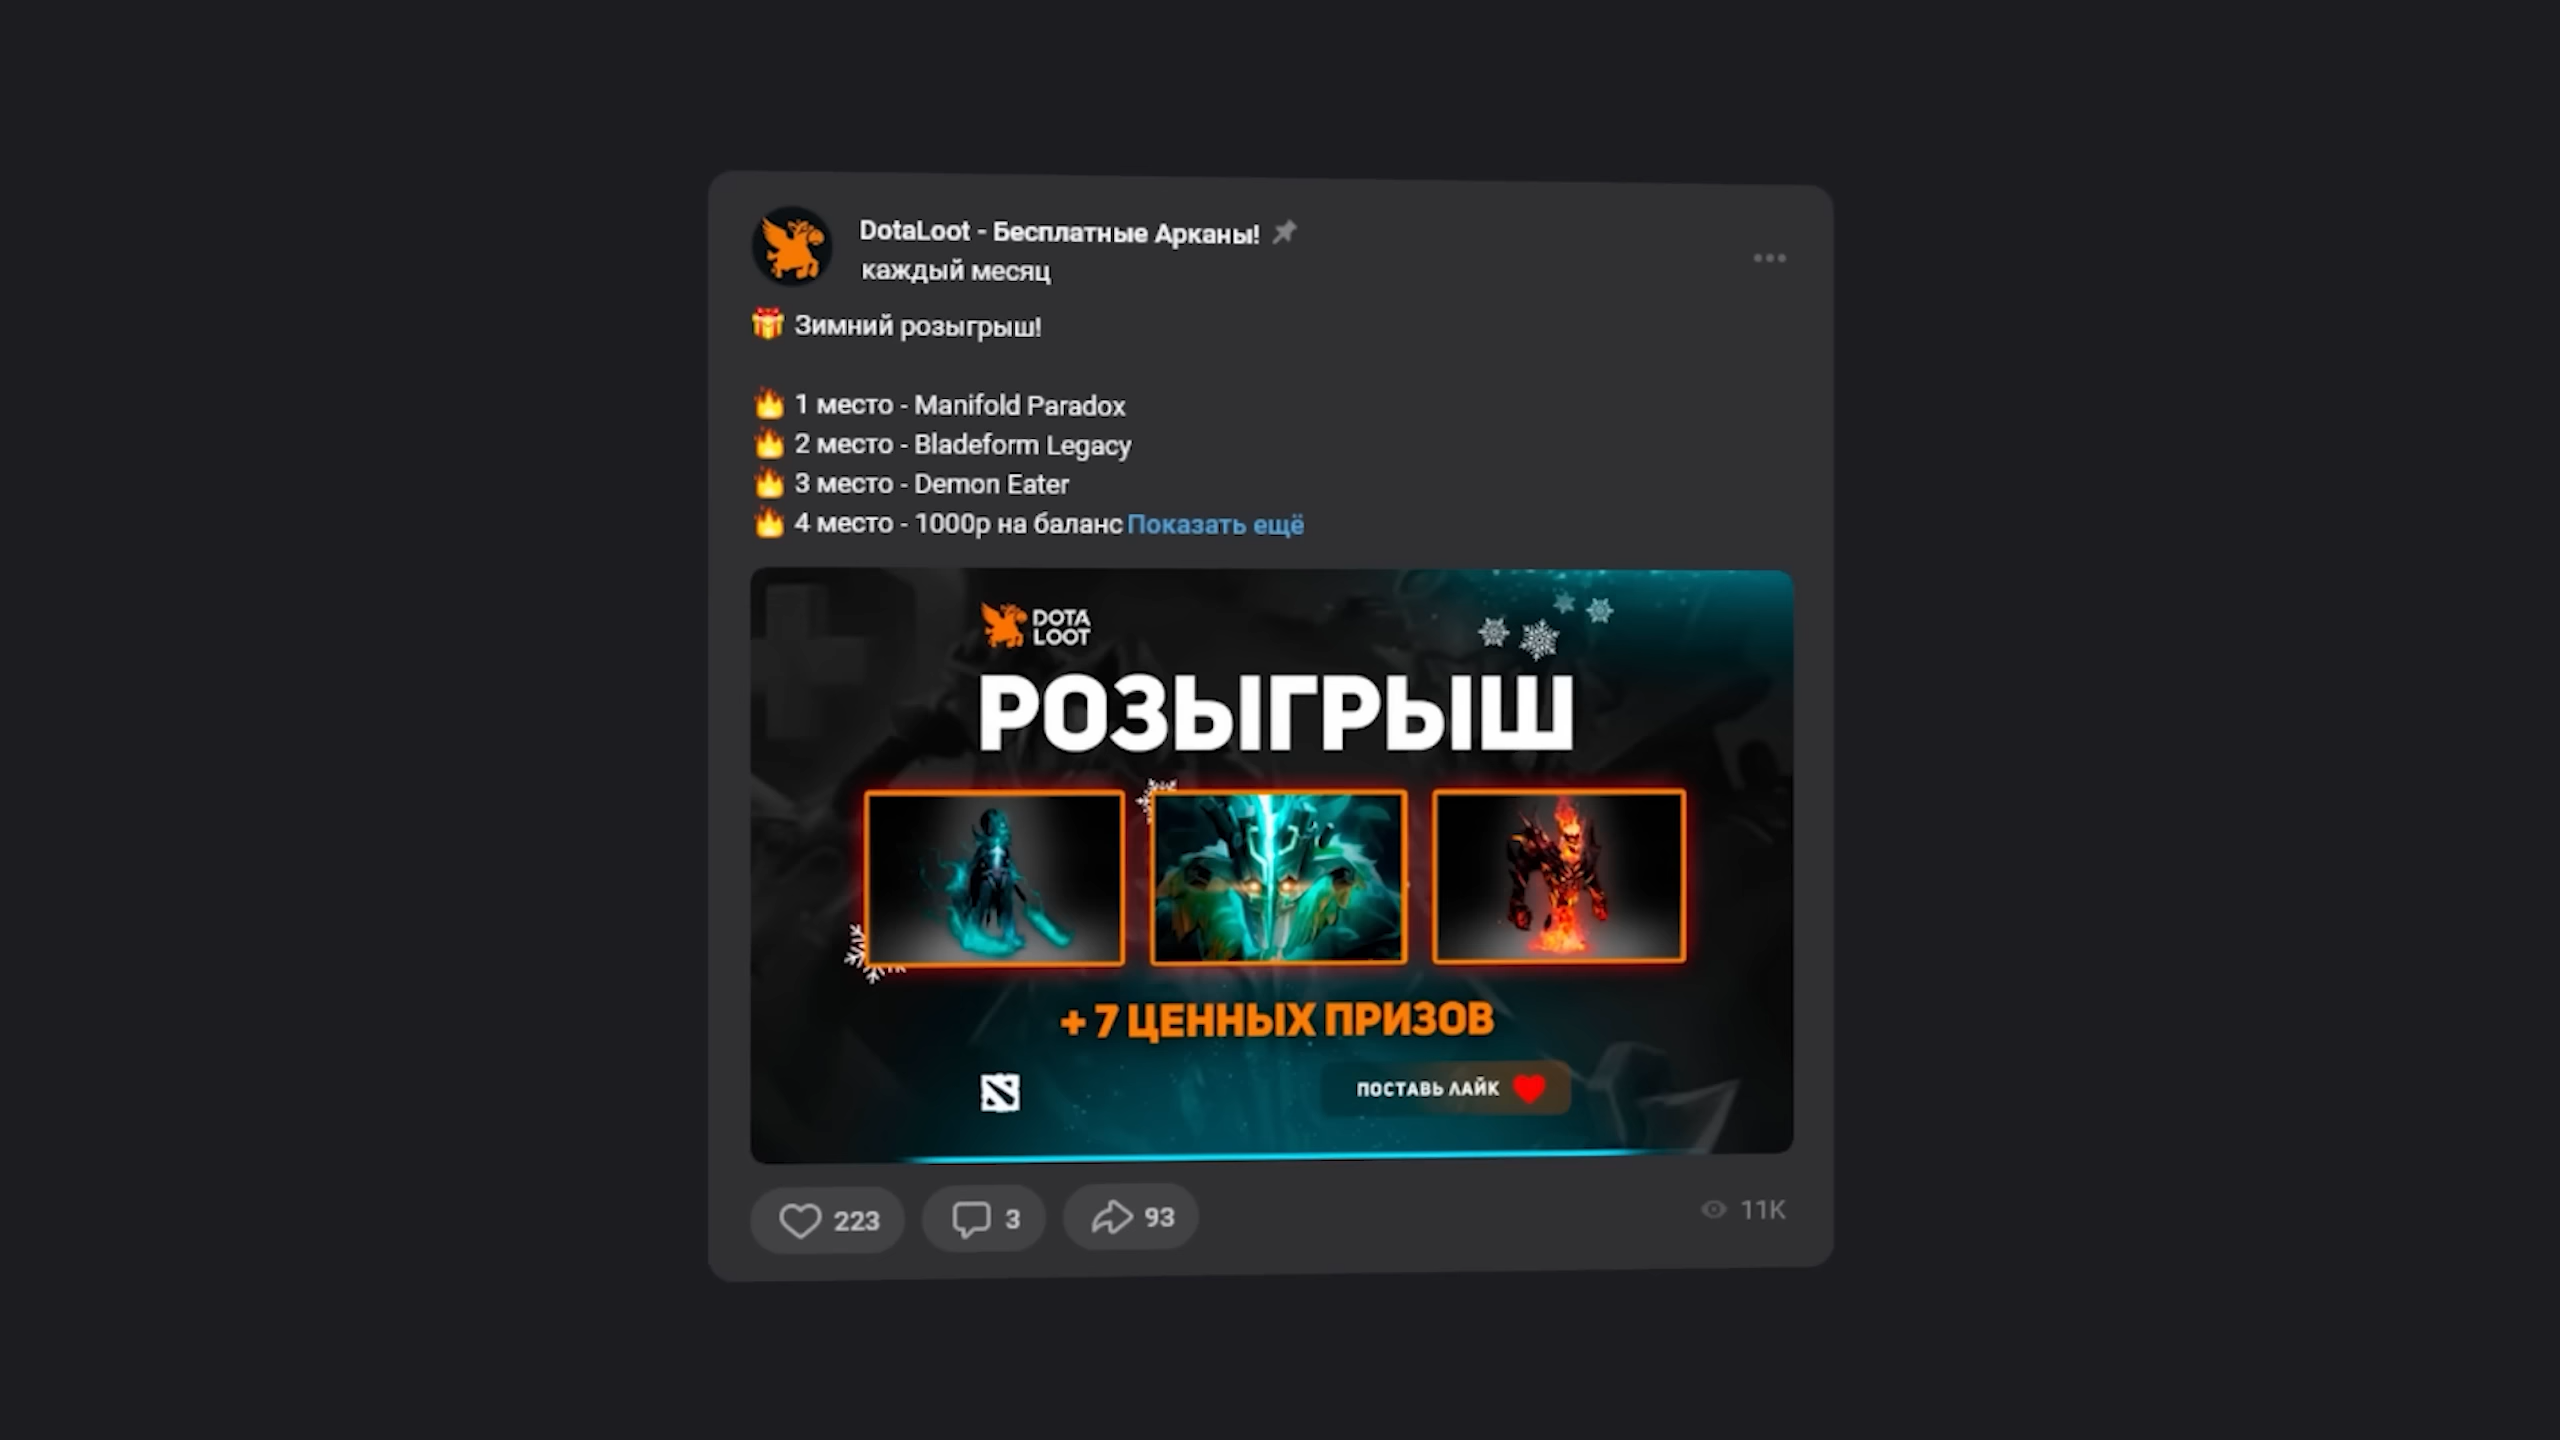 DotaLoot - Бесплатные Арканы!
каждый месяц
Зимний розыгрыш!
1 место - Manifold Paradox
2 место - Bladeform Legacy
3 место - Demon Eater
4 место - 1000р на баланс Показать ещё
DOTA
LOOT
РОЗЫГРЫШ
+ 7 ЦЕННЫХ ПРИЗОВ
ПОСТАВЬ ЛАЙК
223 3 93 11K